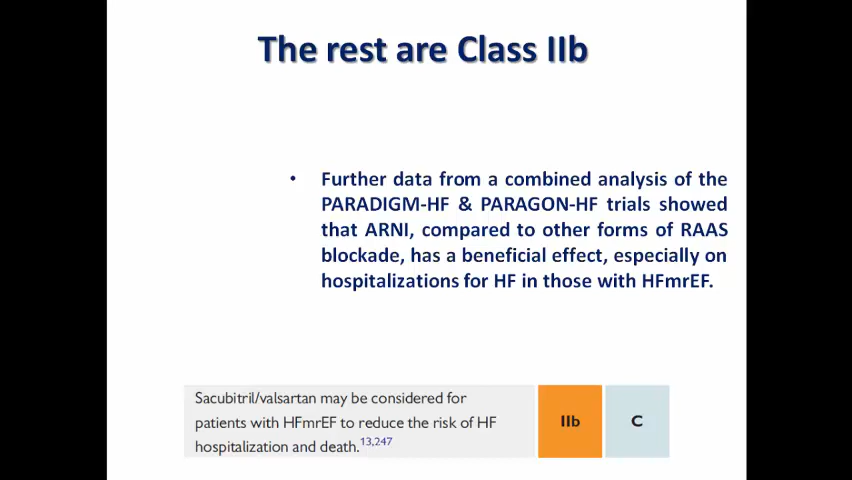 The rest are Class IIb
• Further data from a combined analysis of the
PARADIGM-HF & PARAGON-HF trials showed
that ARNI, compared to other forms of RAAS
blockade, has a beneficial effect, especially on
hospitalizations for HF in those with HFmrEF.
Sacubitril/valsartan may be considered for
patients with HFmrEF to reduce the risk of HF
hospitalization and death.13,247
IIb
C